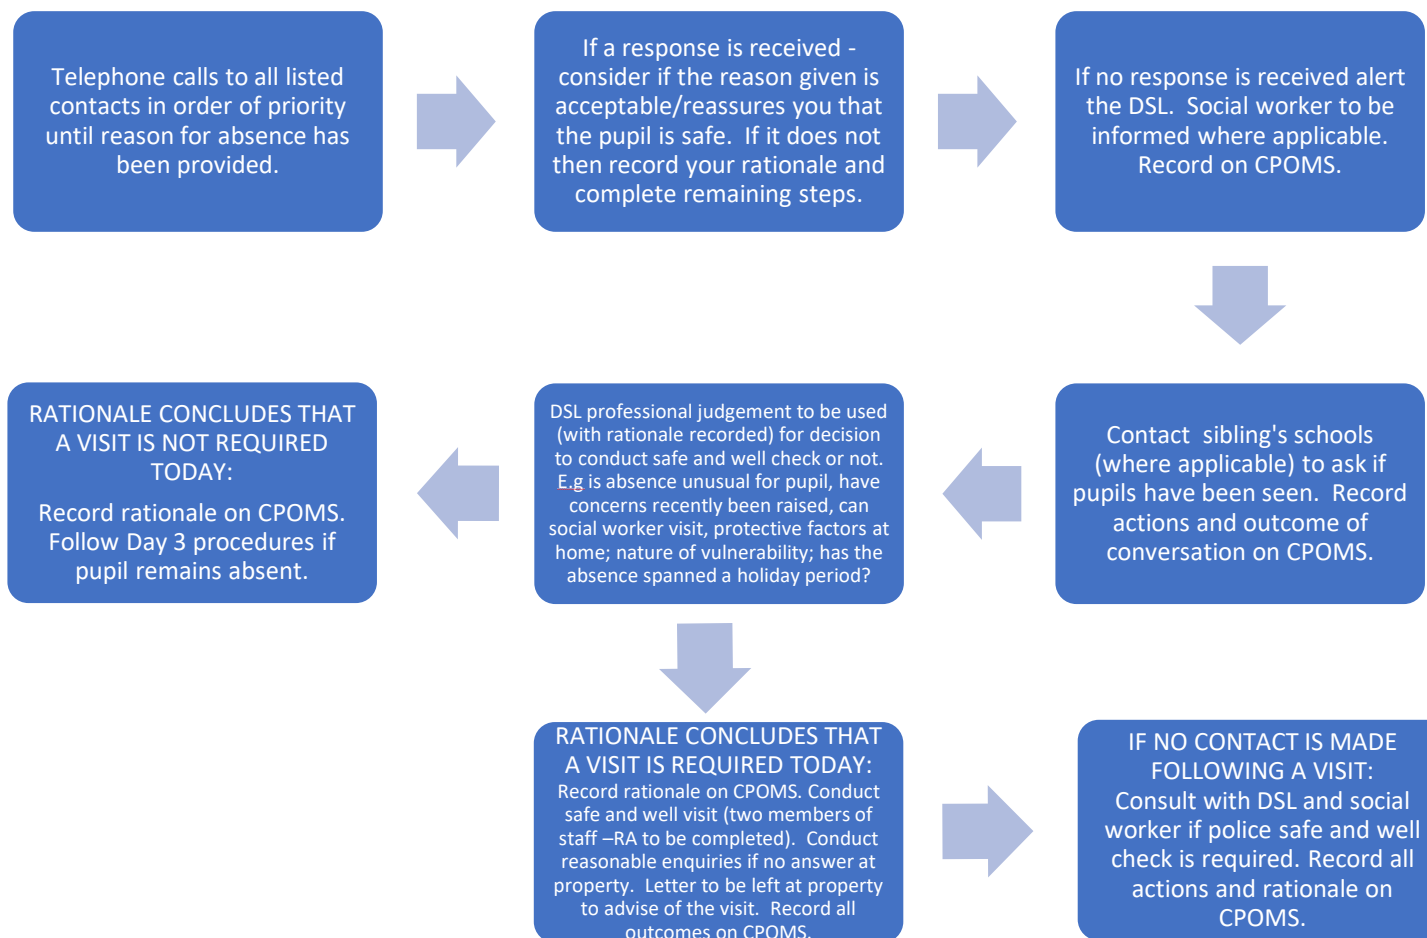 Telephone calls to all listed
contacts in order of priority
until reason for absence has
been provided.
If a response is received -
consider if the reason given is
acceptable/reassures you that
the pupil is safe.  If it does not
then record your rationale and
complete remaining steps.
If no response is received alert
the DSL.  Social worker to be
informed where applicable.
Record on CPOMS.
Contact  sibling's schools
(where applicable) to ask if
pupils have been seen.  Record
actions and outcome of
conversation on CPOMS.
DSL professional judgement to be used
(with rationale recorded) for decision
to conduct safe and well check or not.
E.g is absence unusual for pupil, have
concerns recently been raised, can
social worker visit, protective factors at
home; nature of vulnerability; has the
absence spanned a holiday period?
RATIONALE CONCLUDES THAT
A VISIT IS NOT REQUIRED
TODAY:
Record rationale on CPOMS.
Follow Day 3 procedures if
pupil remains absent.
RATIONALE CONCLUDES THAT
A VISIT IS REQUIRED TODAY:
Record rationale on CPOMS. Conduct
safe and well visit (two members of
staff –RA to be completed).  Conduct
reasonable enquiries if no answer at
property.  Letter to be left at property
to advise of the visit.  Record all
outcomes on CPOMS.
IF NO CONTACT IS MADE
FOLLOWING A VISIT:
Consult with DSL and social
worker if police safe and well
check is required. Record all
actions and rationale on
CPOMS.